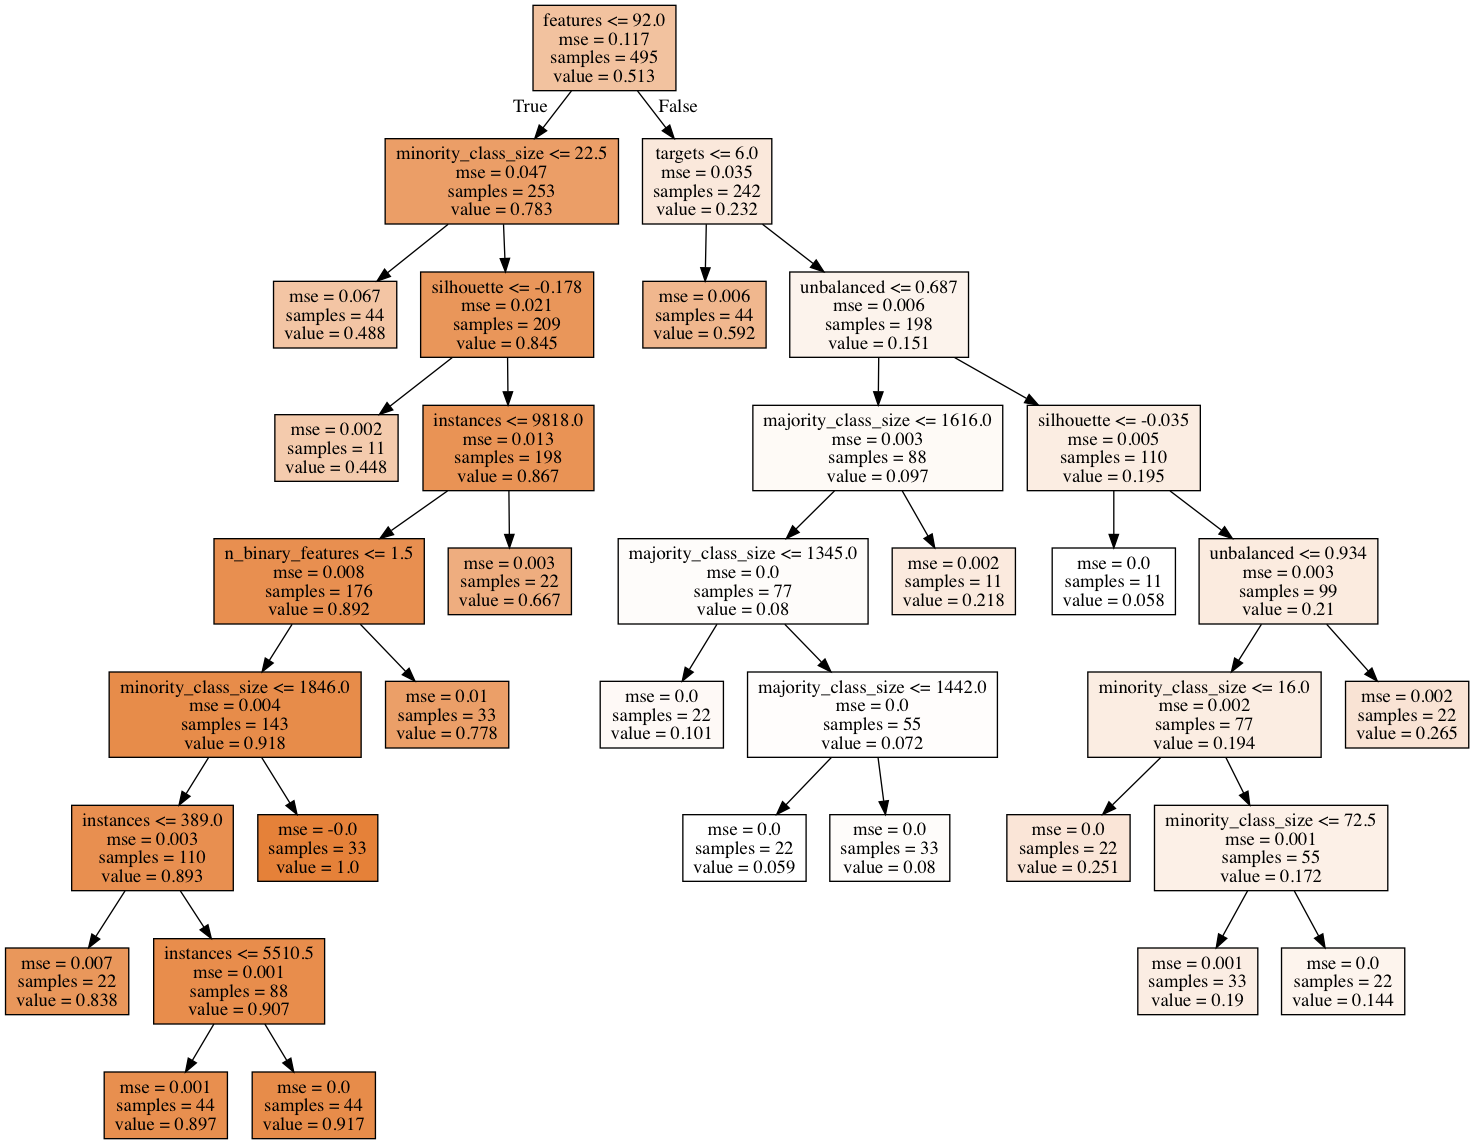 features <= 92.0
mse = 0.117
samples = 495
value = 0.513
True
False
minority_class_size <= 22.5
mse = 0.047
samples = 253
value = 0.783
targets <= 6.0
mse = 0.035
samples = 242
value = 0.232
mse = 0.067
samples = 44
value = 0.488
silhouette <= -0.178
mse = 0.021
samples = 209
value = 0.845
mse = 0.006
samples = 44
value = 0.592
unbalanced <= 0.687
mse = 0.006
samples = 198
value = 0.151
mse = 0.002
samples = 11
value = 0.448
instances <= 9818.0
mse = 0.013
samples = 198
value = 0.867
majority_class_size <= 1616.0
mse = 0.003
samples = 88
value = 0.097
silhouette <= -0.035
mse = 0.005
samples = 110
value = 0.195
n_binary_features <= 1.5
mse = 0.008
samples = 176
value = 0.892
mse = 0.003
samples = 22
value = 0.667
majority_class_size <= 1345.0
mse = 0.0
samples = 77
value = 0.08
mse = 0.002
samples = 11
value = 0.218
mse = 0.0
samples = 11
value = 0.058
unbalanced <= 0.934
mse = 0.003
samples = 99
value = 0.21
minority_class_size <= 1846.0
mse = 0.004
samples = 143
value = 0.918
mse = 0.01
samples = 33
value = 0.778
mse = 0.0
samples = 22
value = 0.101
majority_class_size <= 1442.0
mse = 0.0
samples = 55
value = 0.072
minority_class_size <= 16.0
mse = 0.002
samples = 77
value = 0.194
mse = 0.002
samples = 22
value = 0.265
instances <= 389.0
mse = 0.003
samples = 110
value = 0.893
mse = -0.0
samples = 33
value = 1.0
mse = 0.0
samples = 22
value = 0.059
mse = 0.0
samples = 33
value = 0.08
mse = 0.0
samples = 22
value = 0.251
minority_class_size <= 72.5
mse = 0.001
samples = 55
value = 0.172
mse = 0.007
samples = 22
value = 0.838
instances <= 5510.5
mse = 0.001
samples = 88
value = 0.907
mse = 0.001
samples = 33
value = 0.19
mse = 0.0
samples = 22
value = 0.144
mse = 0.001
samples = 44
value = 0.897
mse = 0.0
samples = 44
value = 0.917